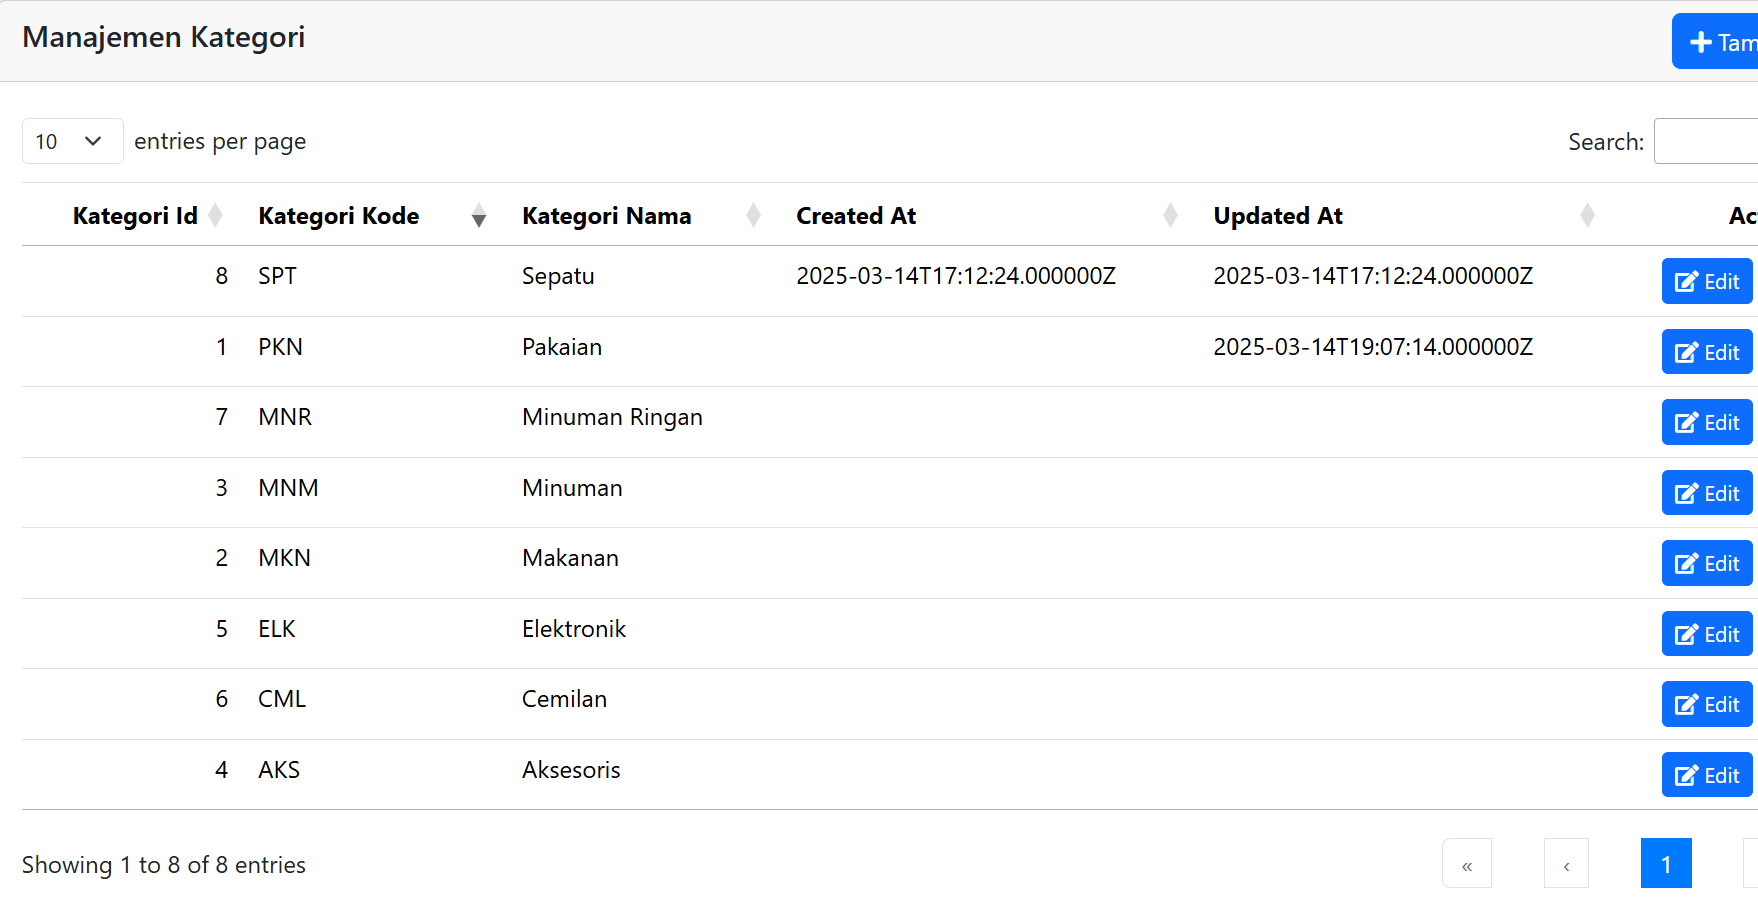 Manajemen Kategori
10 entries per page
Search:
Kategori Id Kategori Kode Kategori Nama Created At Updated At
8 SPT Sepatu 2025-03-14T17:12:24.000000Z 2025-03-14T17:12:24.000000Z Edit
1 PKN Pakaian 2025-03-14T19:07:14.000000Z Edit
7 MNR Minuman Ringan Edit
3 MNM Minuman Edit
2 MKN Makanan Edit
5 ELK Elektronik Edit
6 CML Cemilan Edit
4 AKS Aksesoris Edit
Showing 1 to 8 of 8 entries « ‹ 1